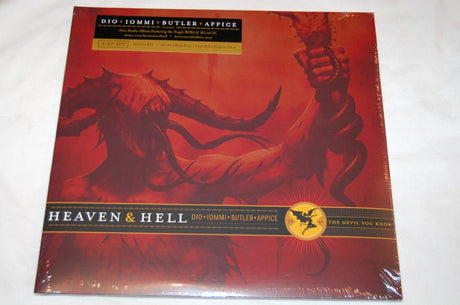 DIO • IOMMI • BUTLER • APPICE
New Studio Album Featuring the Single BIBLE BLACK
2-LP SET
HEAVEN & HELL DIO • IOMMI • BUTLER • APPICE
THE DEVIL YOU KNOW